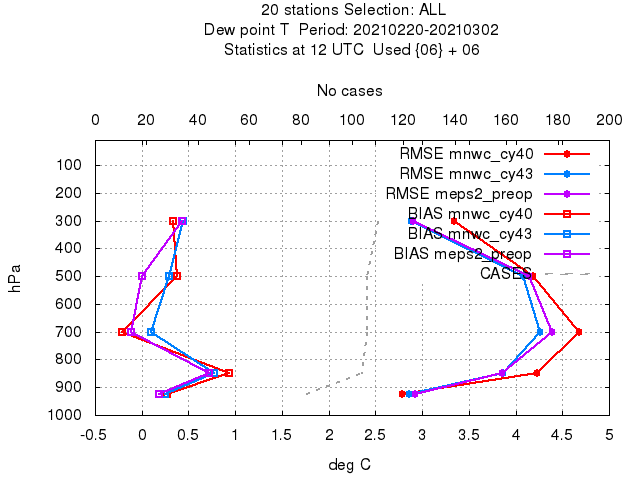 20 stations Selection: ALL
Dew point T  Period: 20210220-20210302
Statistics at 12 UTC  Used {06} + 06
No cases
0 20 40 60 80 100 120 140 160 180 200
100
200
300
400
500
600
700
800
900
1000
hPa
RMSE mnwc_cy40
RMSE mnwc_cy43
RMSE meps2_preop
BIAS mnwc_cy40
BIAS mnwc_cy43
BIAS meps2_preop
CASES
-0.5 0 0.5 1 1.5 2 2.5 3 3.5 4 4.5 5
deg C